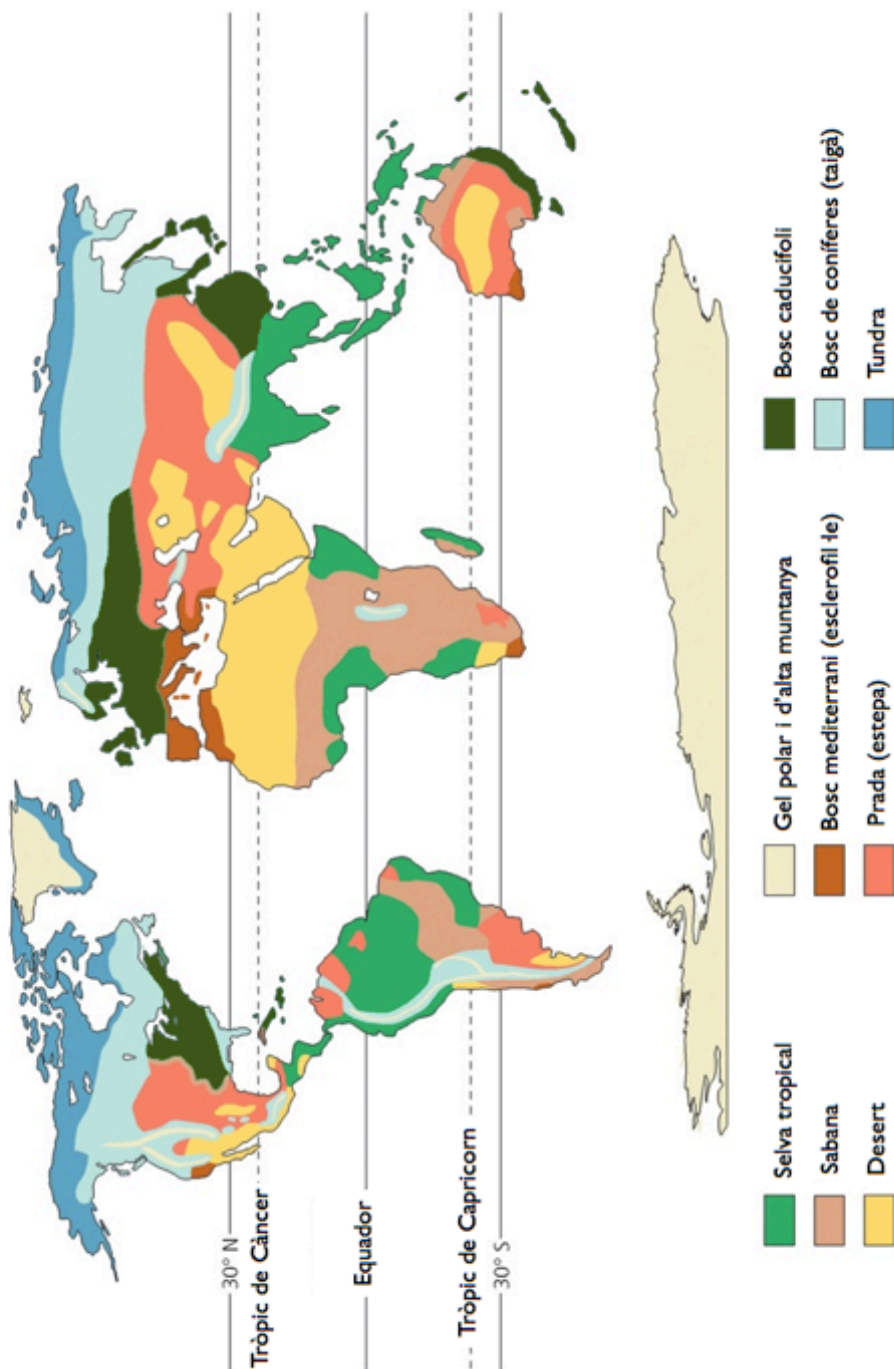 30° N
Tròpic de Càncer
Equador
Tròpic de Capricorn
30° S
Selva tropical
Sabana
Desert
Gel polar i d'alta muntanya
Bosc mediterrani (esclerofil·le)
Prada (estepa)
Bosc caducifoli
Bosc de coníferes (taigà)
Tundra